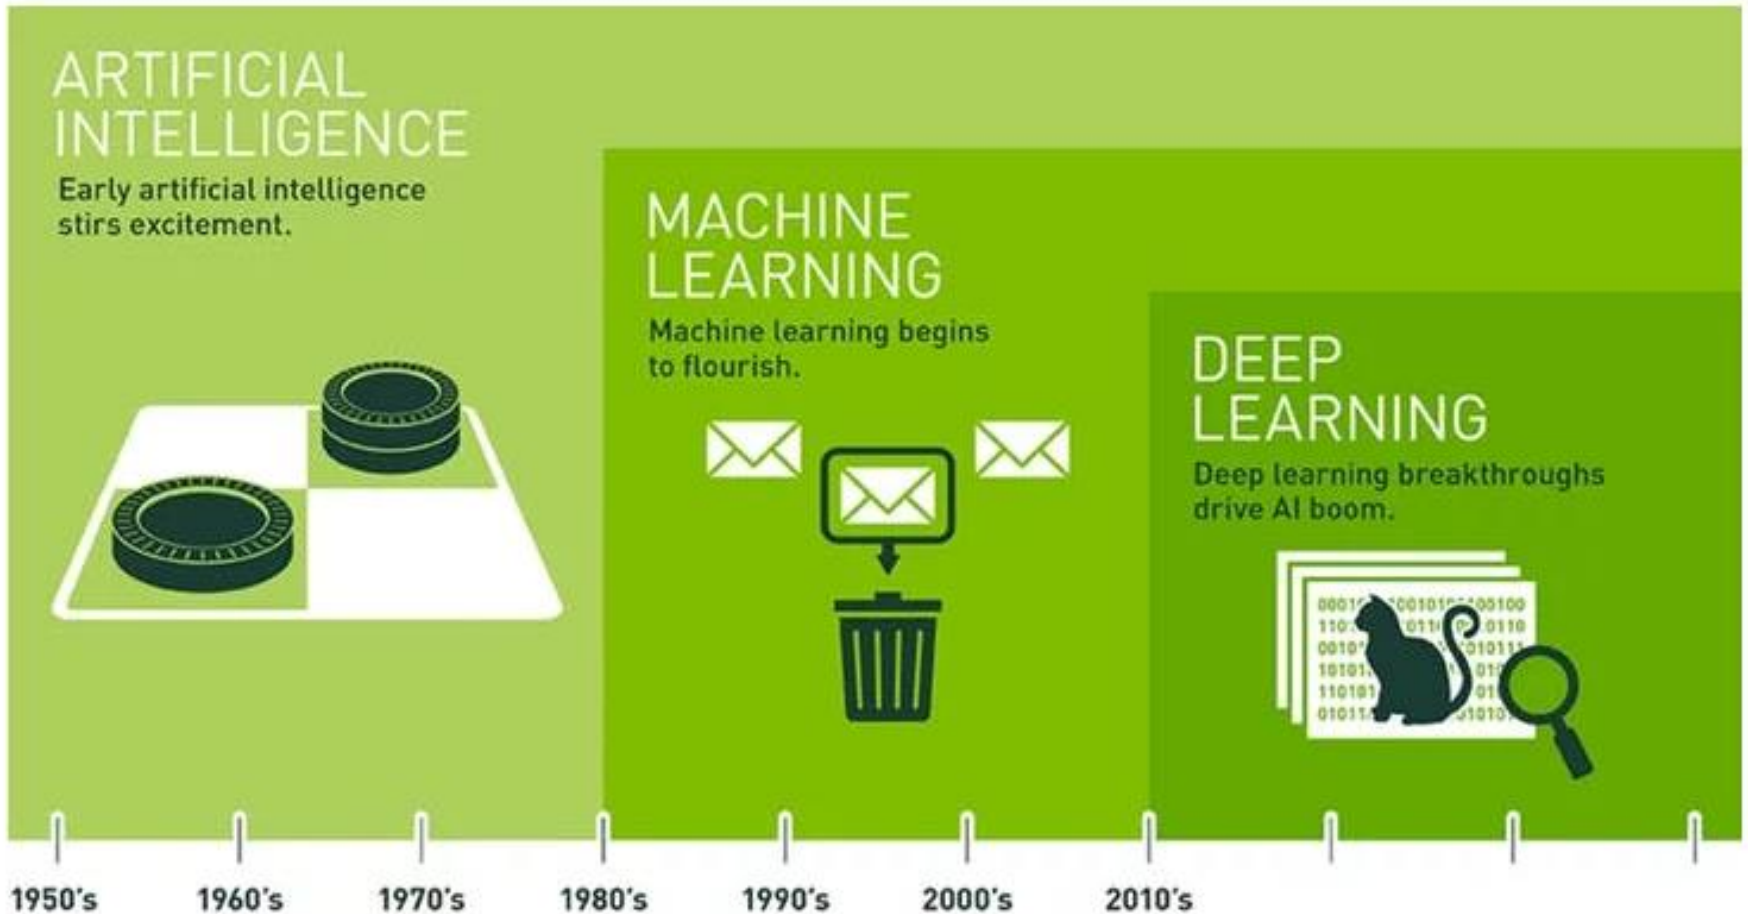 ARTIFICIAL
INTELLIGENCE
Early artificial intelligence
stirs excitement.
MACHINE
LEARNING
Machine learning begins
to flourish.
DEEP
LEARNING
Deep learning breakthroughs
drive AI boom.
1950's 1960's 1970's 1980's 1990's 2000's 2010's